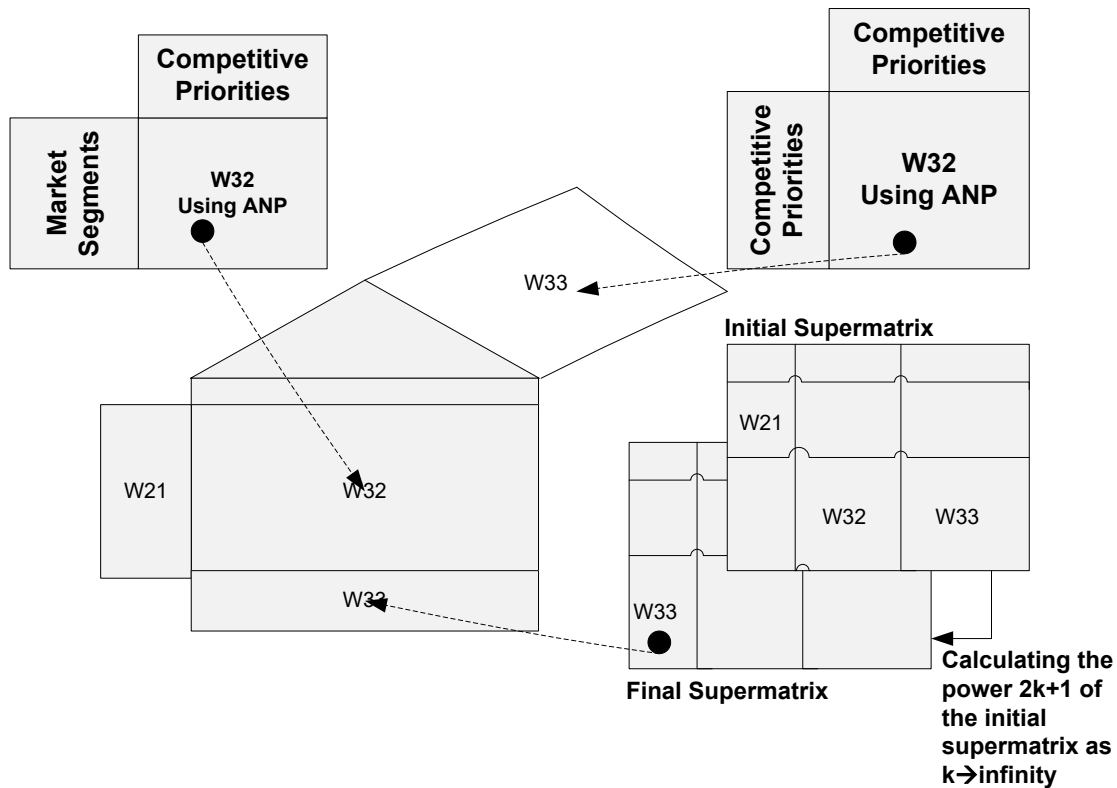 Competitive
Priorities
Market
Segments
W32
Using ANP
Competitive
Priorities
Competitive
Priorities
W32
Using ANP
W33
Initial Supermatrix
W21
W32
W33
W21
W32
W33
W33
Final Supermatrix
Calculating the
power 2k+1 of
the initial
supermatrix as
k→infinity